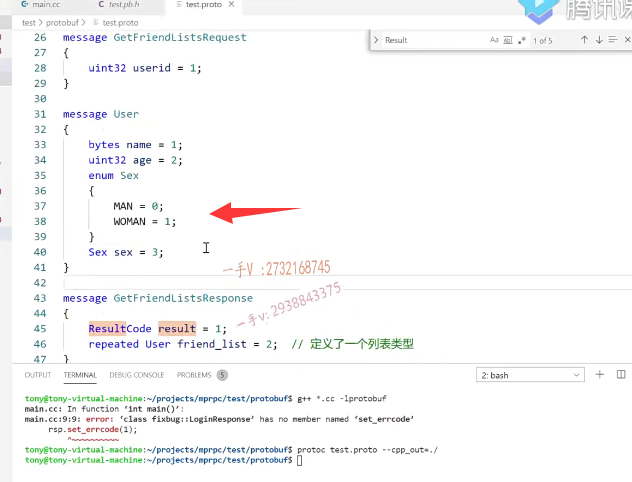 main.cc
test.pb.h
test.proto
腾讯课
test > protobuf > test.proto
Result
Aa
1 of 5
26 message GetFriendListsRequest
27 {
28 uint32 userid = 1;
29 }
30
31 message User
32 {
33 bytes name = 1;
34 uint32 age = 2;
35 enum Sex
36 {
37 MAN = 0;
38 WOMAN = 1;
39 }
40 Sex sex = 3;
41 }
42
43 message GetFriendListsResponse
44 {
45 ResultCode result = 1;
46 repeated User friend_list = 2; // 定义了一个列表类型
47 }
一手V :2732168745
一手v:2938843375
OUTPUT TERMINAL DEBUG CONSOLE PROBLEMS 5 2: bash
tony@tony-virtual-machine:~/projects/mprpc/test/protobuf$ g++ *.cc -lprotobuf
main.cc: In function ‘int main()’:
main.cc:9:9: error: ‘class fixbug::LoginResponse’ has no member named ‘set_errcode’
rsp.set_errcode(1);
^~~~~~~~~~~
tony@tony-virtual-machine:~/projects/mprpc/test/protobuf$ protoc test.proto --cpp_out=./
tony@tony-virtual-machine:~/projects/mprpc/test/protobuf$